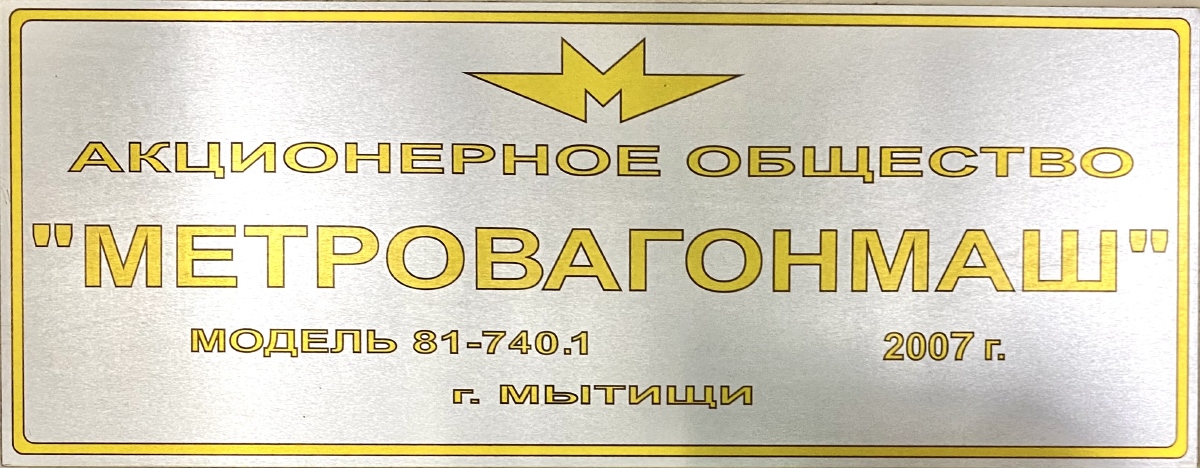 АКЦИОНЕРНОЕ ОБЩЕСТВО
"МЕТРОВАГОНМАШ"
МОДЕЛЬ 81-740.1 2007 г.
г. МЫТИЩИ